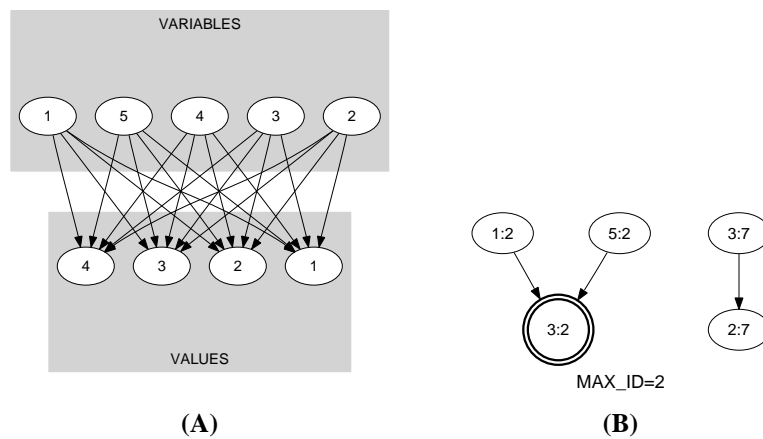 VARIABLES
1 5 4 3 2
4 3 2 1
VALUES
(A)
1:2 5:2 3:7
3:2 2:7
MAX_ID=2
(B)